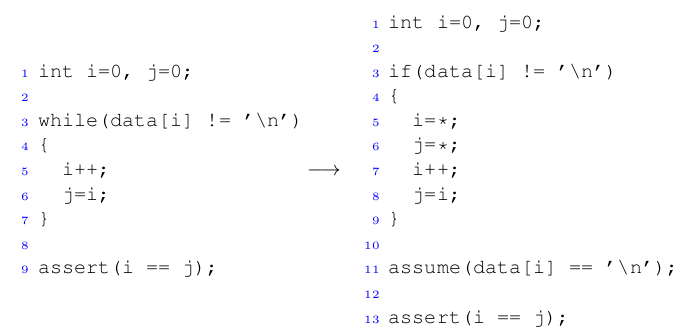 1 int i=0, j=0;
2
3 while(data[i] != '\n')
4 {
5   i++;
6   j=i;
7 }
8
9 assert(i == j);
⟶
1 int i=0, j=0;
2
3 if(data[i] != '\n')
4 {
5   i=*;
6   j=*;
7   i++;
8   j=i;
9 }
10
11 assume(data[i] == '\n');
12
13 assert(i == j);